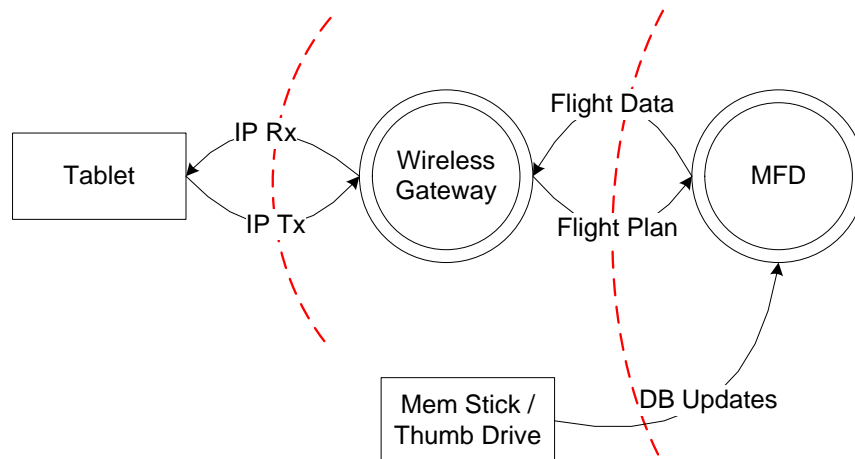 Tablet
IP Rx
IP Tx
Wireless
Gateway
Flight Data
Flight Plan
MFD
Mem Stick /
Thumb Drive
DB Updates